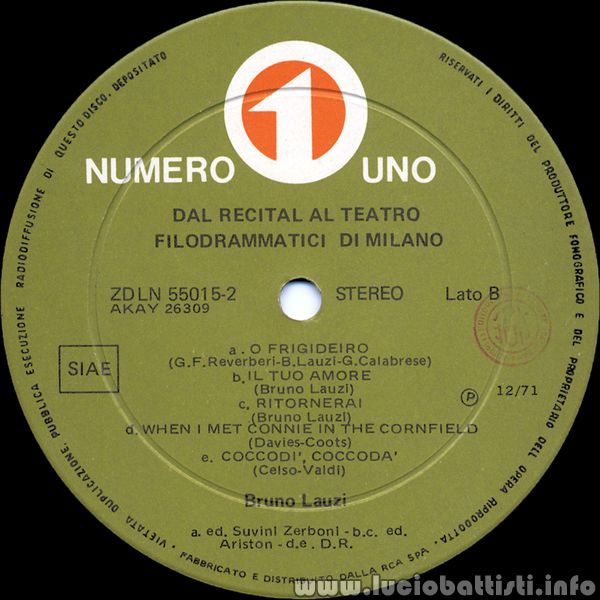 1
NUMERO UNO
DAL RECITAL AL TEATRO
FILODRAMMATICI DI MILANO
ZDLN 55015-2 STEREO Lato B
AKAY 26309
a. O FRIGIDEIRO
(G.F. Reverberi-B.Lauzi-G.Calabrese)
b. IL TUO AMORE
(Bruno Lauzi)
c, RITORNERAI
(Bruno Lauzi)
d. WHEN I MET CONNIE IN THE CORNFIELD
(Davies-Coots)
e. COCCODI', CODDODA'
(Celso-Valdi)
SIAE
Ⓟ 12/71
Bruno Lauzi
a. ed. Suvini Zerboni - b.c. ed.
Ariston - d.e. D.R.
RISERVATI I DIRITTI DEL PRODUTTORE FONOGRAFICO E DEL PROPRIETARIO DELL OPERA RIPRODOTTA-
-VIETATA DUPLICAZIONE, PUBBLICA ESECUZIONE RADIODIFFUSIONE DI QUESTO DISCO. DEPOSITATO
FABBRICATO E DISTRIBUITO DALLA RCA SPA
www.luciobattisti.info